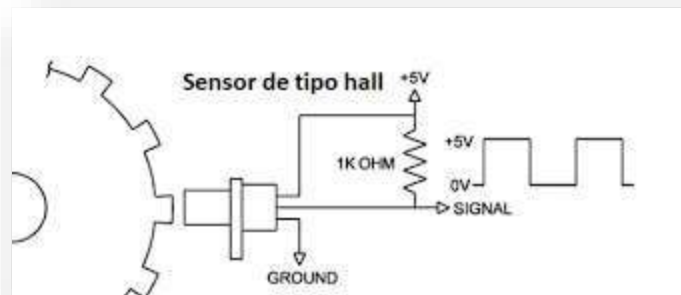 Sensor de tipo hall
+5V
1K OHM
+5V
0V
SIGNAL
GROUND